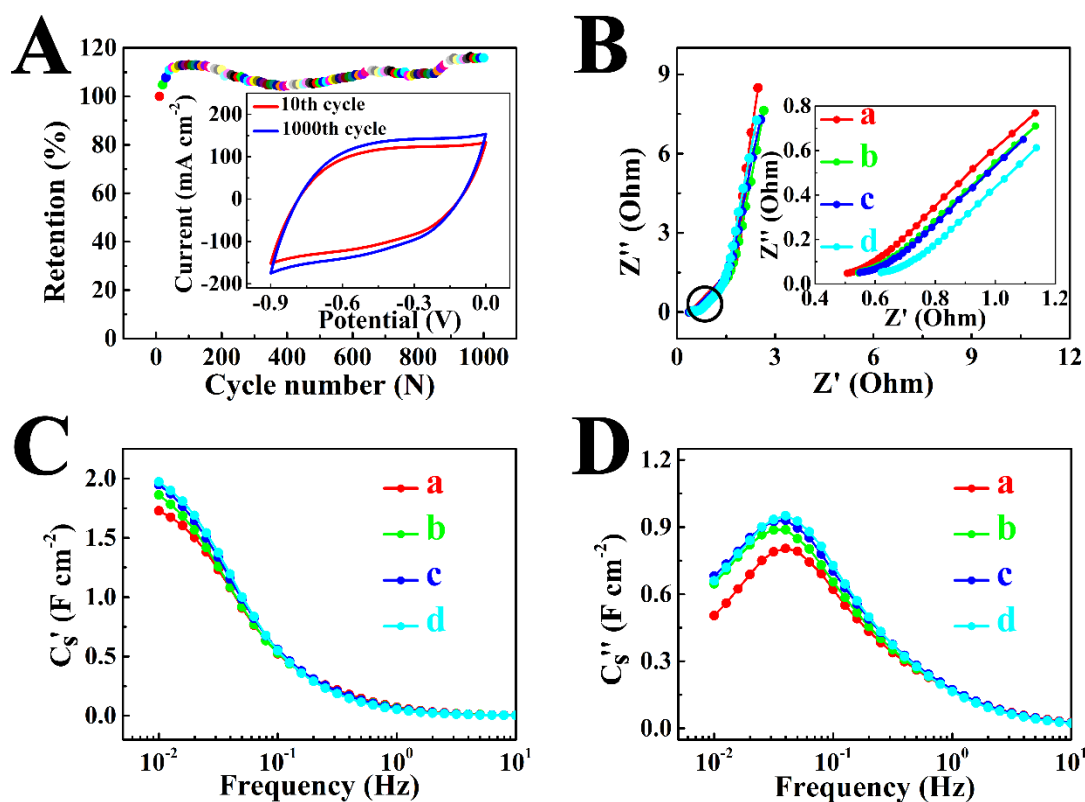 A
120
100
80
60
40
20
0
Retention (%)
0 200 400 600 800 1000
Cycle number (N)
10th cycle
1000th cycle
200
100
0
-100
-200
Current (mA cm-2)
-0.9 -0.6 -0.3 0.0
Potential (V)
B
9
6
3
0
Z'' (Ohm)
0 3 6 9 12
Z' (Ohm)
a
b
c
d
0.8
0.6
0.4
0.2
0.0
Z'' (Ohm)
0.4 0.6 0.8 1.0 1.2
Z' (Ohm)
C
2.0
1.5
1.0
0.5
0.0
Cs' (F cm-2)
10-2 10-1 100 101
Frequency (Hz)
a
b
c
d
D
1.2
0.9
0.6
0.3
0.0
Cs'' (F cm-2)
10-2 10-1 100 101
Frequency (Hz)
a
b
c
d